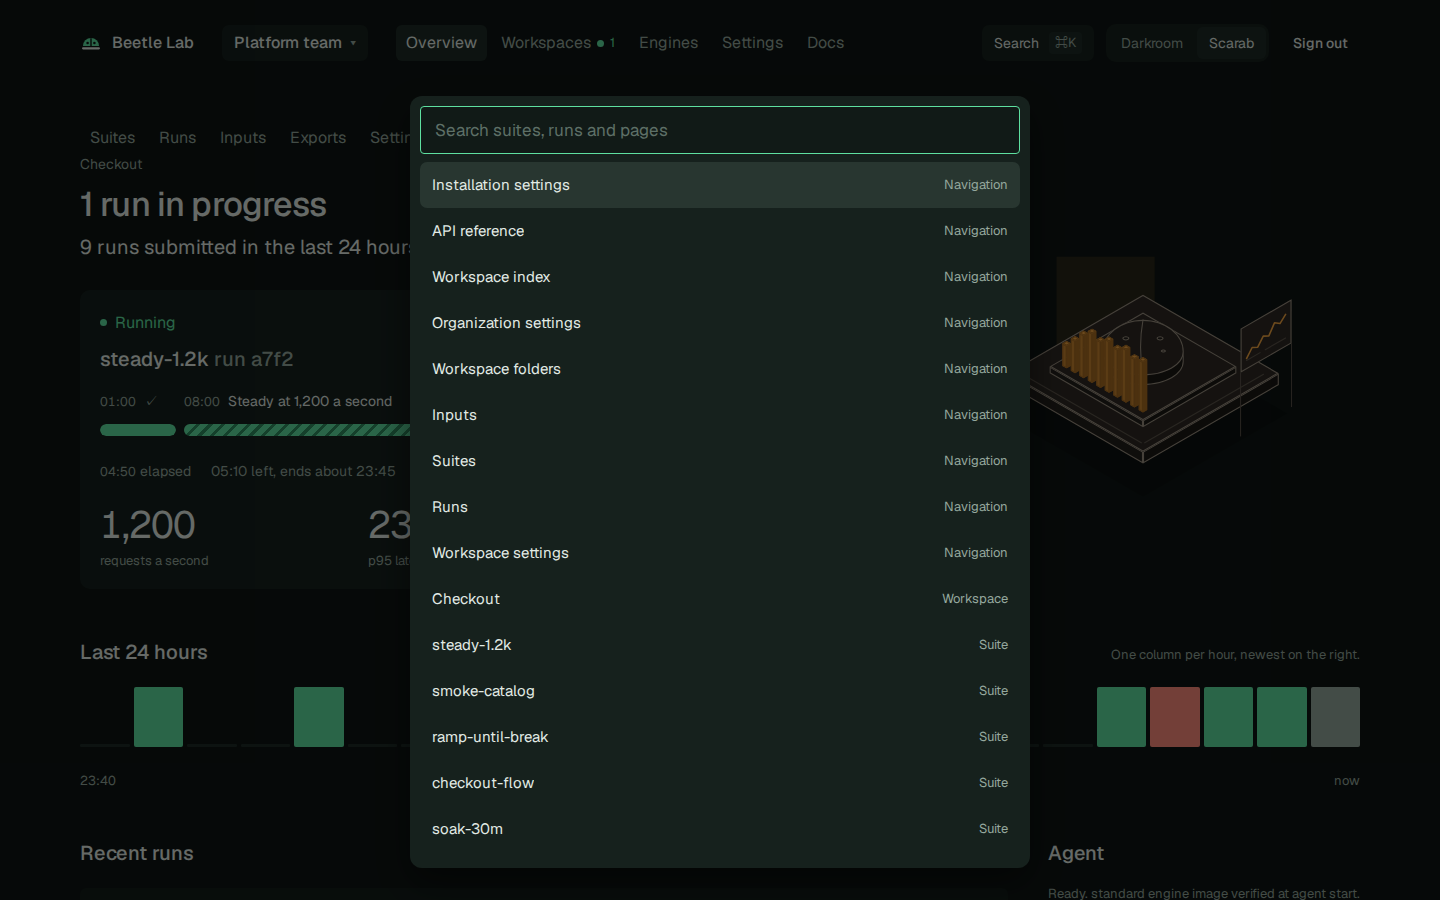 Beetle Lab Platform team Overview Workspaces 1 Engines Settings Docs Search ⌘K Darkroom Scarab Sign out
Suites Runs Inputs Exports
Checkout
1 run in progress
9 runs submitted in the last 24
Running
steady-1.2k run a7f2
01:00 ✓ 08:00 Steady at 1,200 a second
04:50 elapsed 05:10 left, ends about 23:45
1,200
requests a second
23
p95
Search suites, runs and pages
Installation settings Navigation
API reference Navigation
Workspace index Navigation
Organization settings Navigation
Workspace folders Navigation
Inputs Navigation
Suites Navigation
Runs Navigation
Workspace settings Navigation
Checkout Workspace
steady-1.2k Suite
smoke-catalog Suite
ramp-until-break Suite
checkout-flow Suite
soak-30m Suite
Last 24 hours
One column per hour, newest on the right.
23:40
now
Recent runs
Agent
Ready. standard engine image verified at agent start.